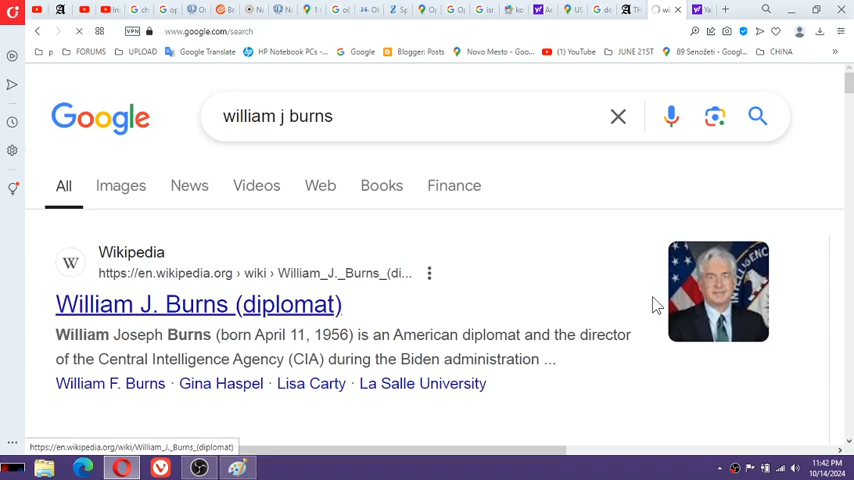 www.google.com/search
VPN
FORUMS
UPLOAD
Google Translate
HP Notebook PCs-...
Google
Blogger: Posts
Novo Mesto - Goo...
(1) YouTube
JUNE21ST
89 Senožeti - Googl...
CHINA
Google
william j burns
All
Images
News
Videos
Web
Books
Finance
W
Wikipedia
https://en.wikipedia.org › wiki › William_J._Burns_(di...
William J. Burns (diplomat)
William Joseph Burns (born April 11, 1956) is an American diplomat and the director
of the Central Intelligence Agency (CIA) during the Biden administration ...
William F. Burns · Gina Haspel · Lisa Carty · La Salle University
https://en.wikipedia.org/wiki/William_J._Burns_(diplomat)
11:42 PM
10/14/2024